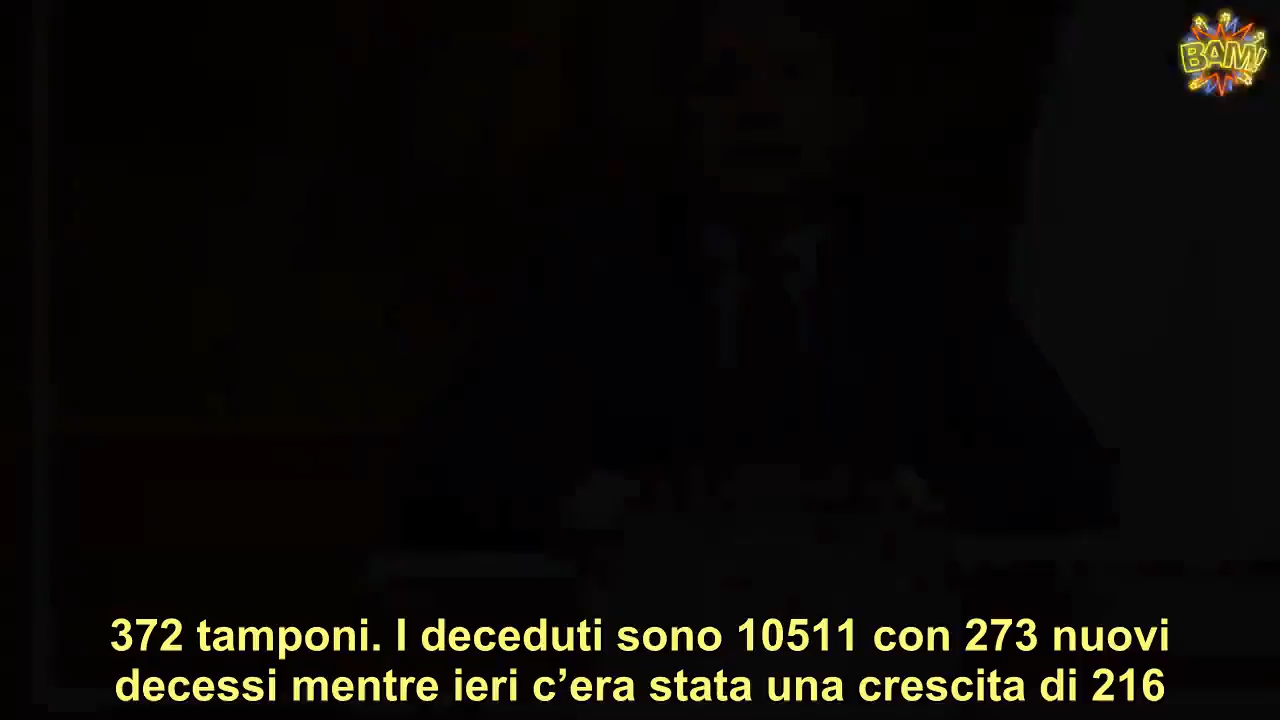 BAM!
372 tamponi. I deceduti sono 10511 con 273 nuovi
decessi mentre ieri c’era stata una crescita di 216